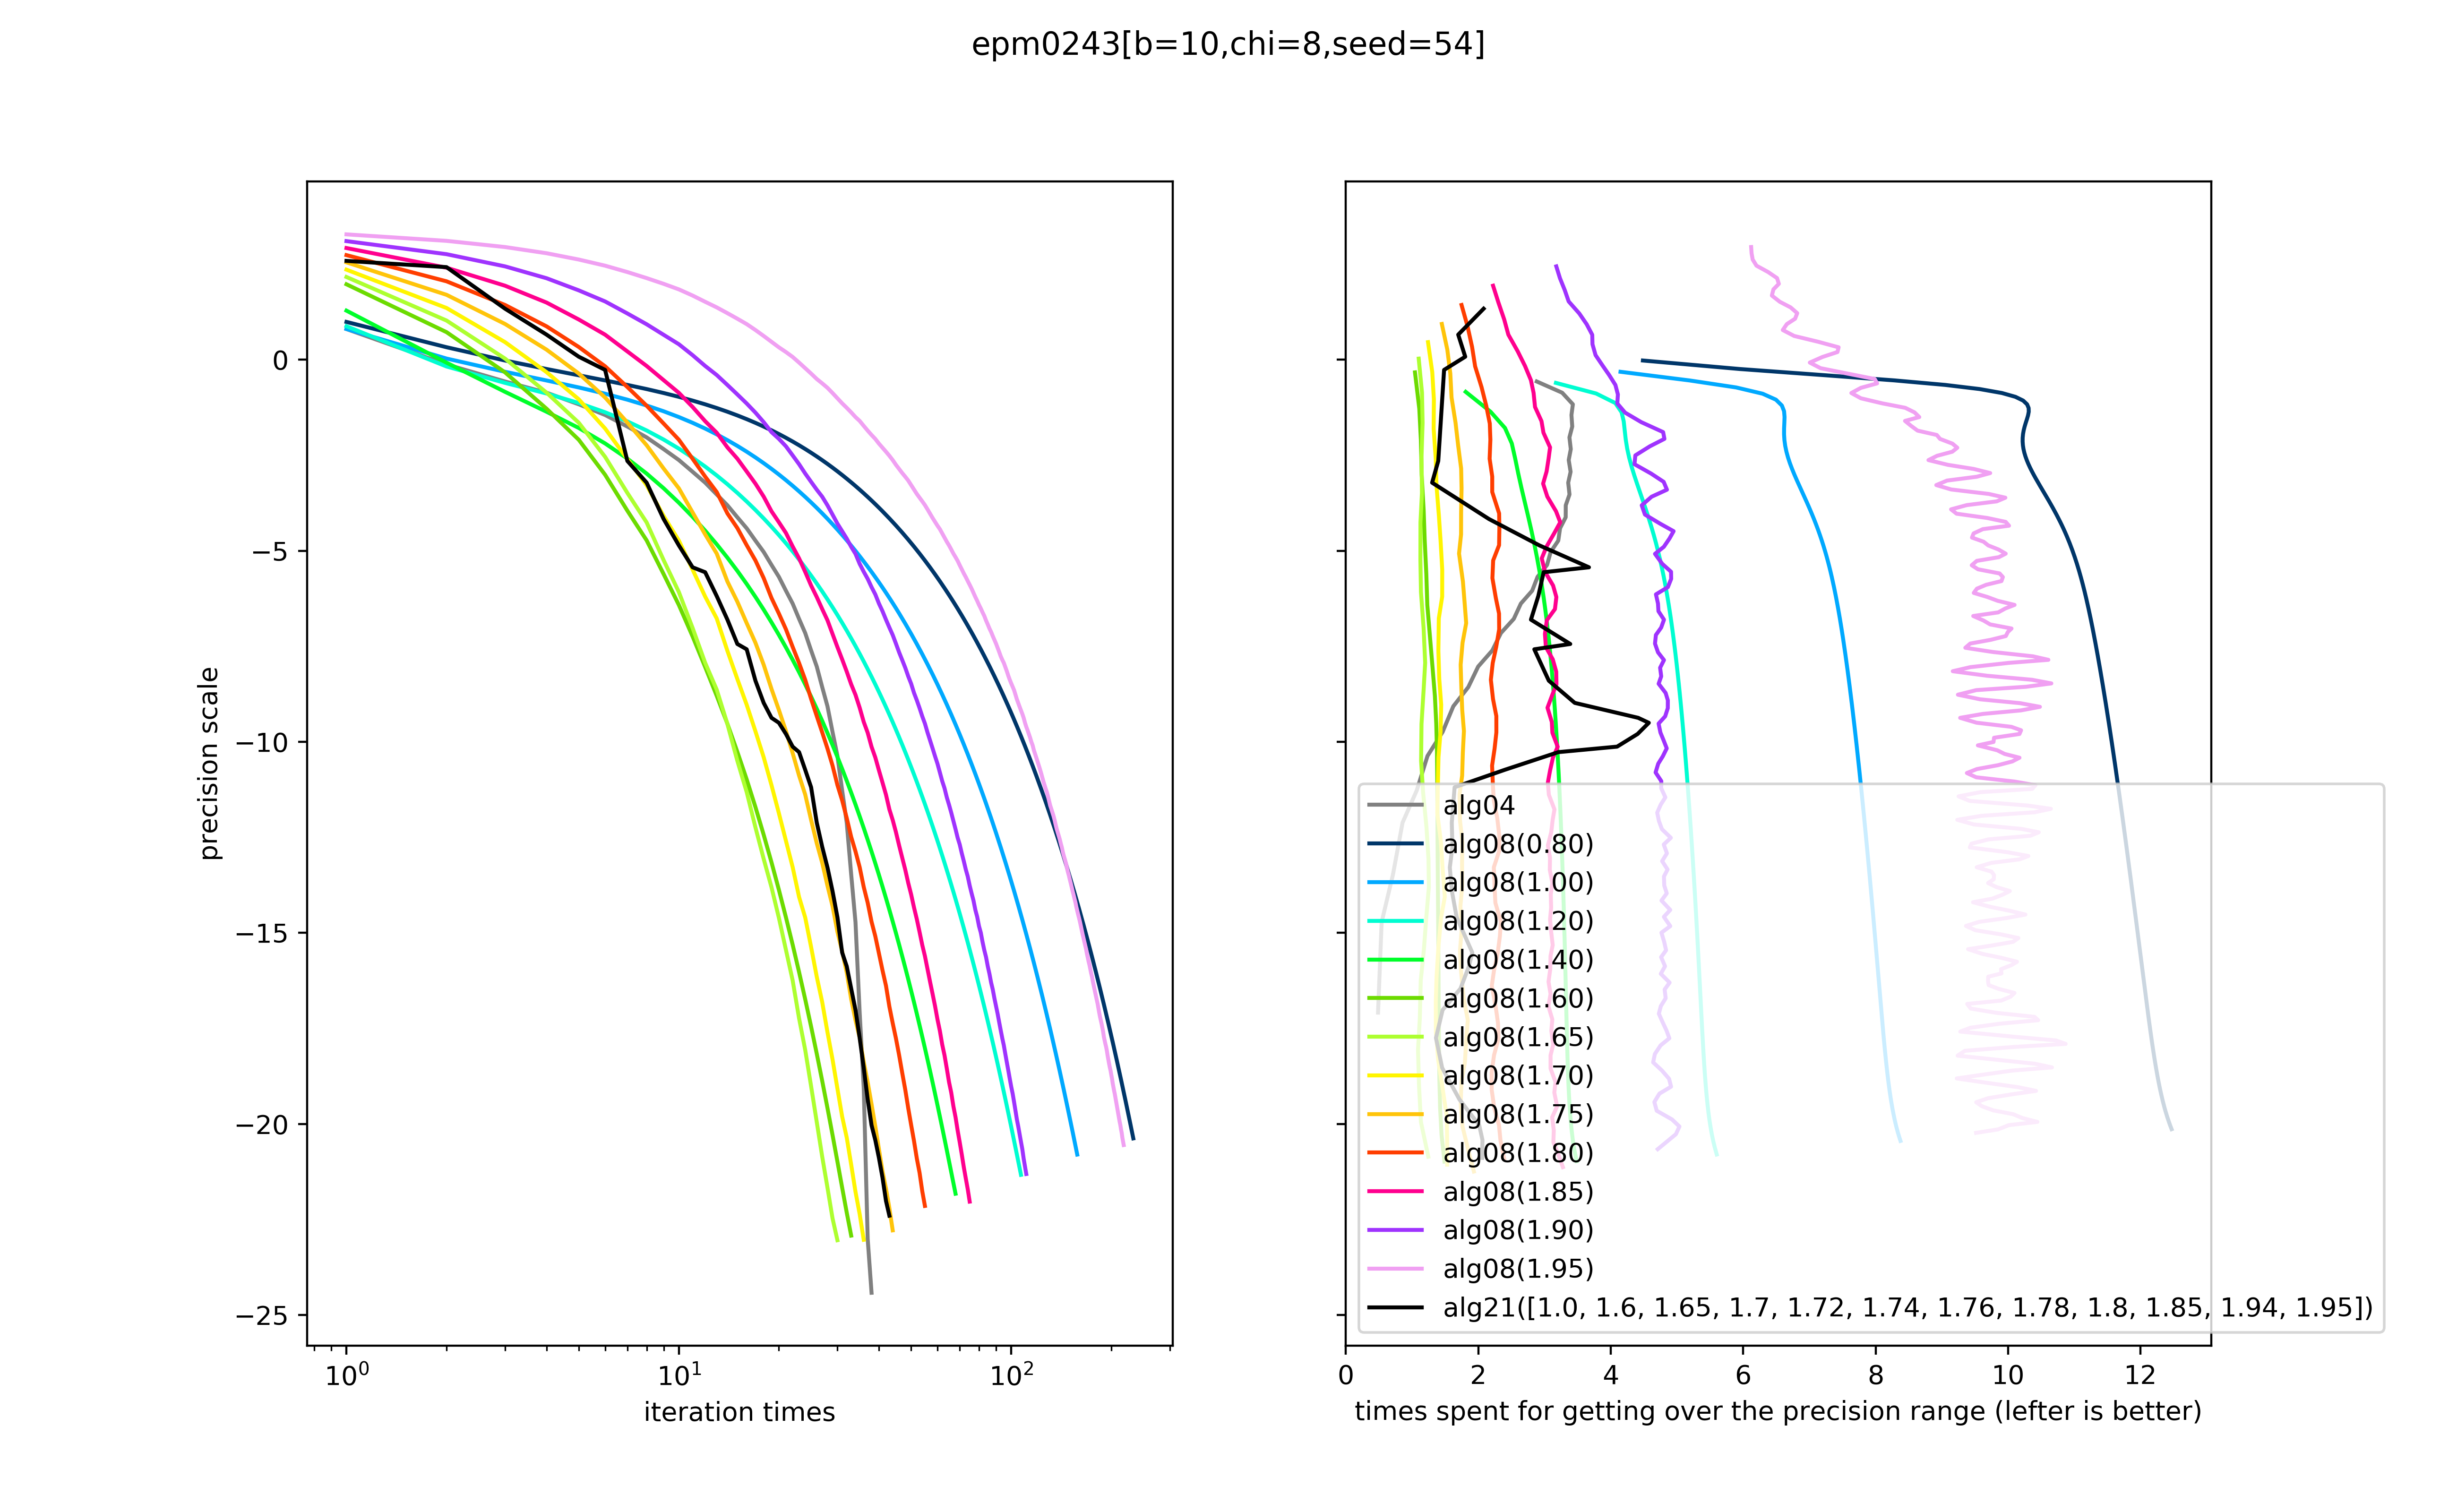 epm0243[b=10,chi=8,seed=54]
precision scale
0
−5
−10
−15
−20
−25
10⁰ 10¹ 10²
iteration times
alg04
alg08(0.80)
alg08(1.00)
alg08(1.20)
alg08(1.40)
alg08(1.60)
alg08(1.65)
alg08(1.70)
alg08(1.75)
alg08(1.80)
alg08(1.85)
alg08(1.90)
alg08(1.95)
alg21([1.0, 1.6, 1.65, 1.7, 1.72, 1.74, 1.76, 1.78, 1.8, 1.85, 1.94, 1.95])
0 2 4 6 8 10 12
times spent for getting over the precision range (lefter is better)